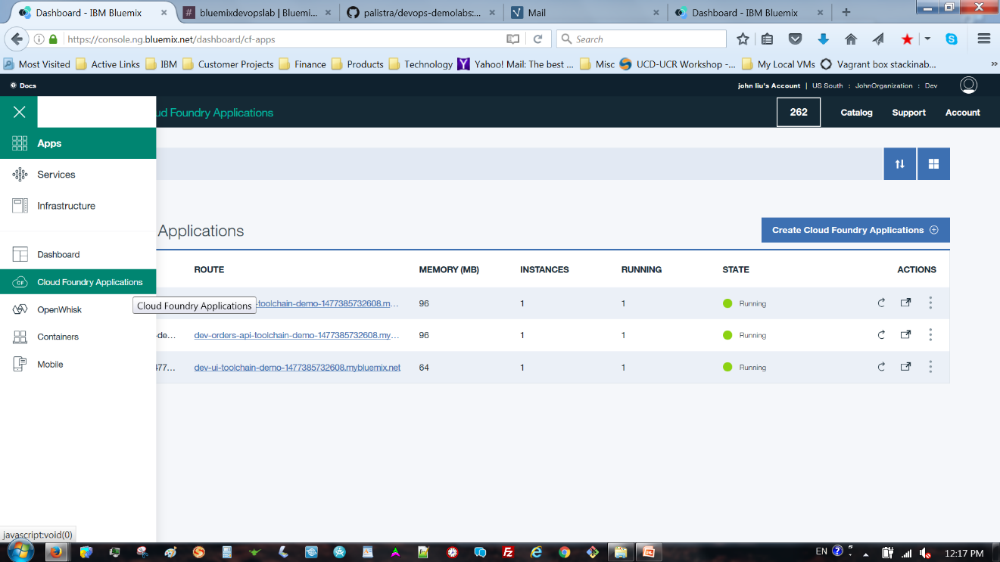 Dashboard - IBM Bluemix
bluemixdevopslab | Bluemi...
palistra/devops-demolabs:...
Mail
Dashboard - IBM Bluemix
https://console.ng.bluemix.net/dashboard/cf-apps
Search
Most Visited
Active Links
IBM
Customer Projects
Finance
Products
Technology
Yahoo! Mail: The best ...
Misc
UCD-UCR Workshop -...
My Local VMs
Vagrant box stackinab...
Docs
john liu's Account | US South : JohnOrganization : Dev
ud Foundry Applications
262
Catalog
Support
Account
Apps
Services
Infrastructure
Applications
Create Cloud Foundry Applications
Dashboard
ROUTE
MEMORY (MB)
INSTANCES
RUNNING
STATE
ACTIONS
Cloud Foundry Applications
Cloud Foundry Applications
-toolchain-demo-1477385732608.m...
96
1
1
Running
OpenWhisk
-de...
dev-orders-api-toolchain-demo-1477385732608.my...
96
1
1
Running
Containers
477...
dev-ui-toolchain-demo-1477385732608.mybluemix.net
64
1
1
Running
Mobile
javascript:void(0)
EN
12:17 PM